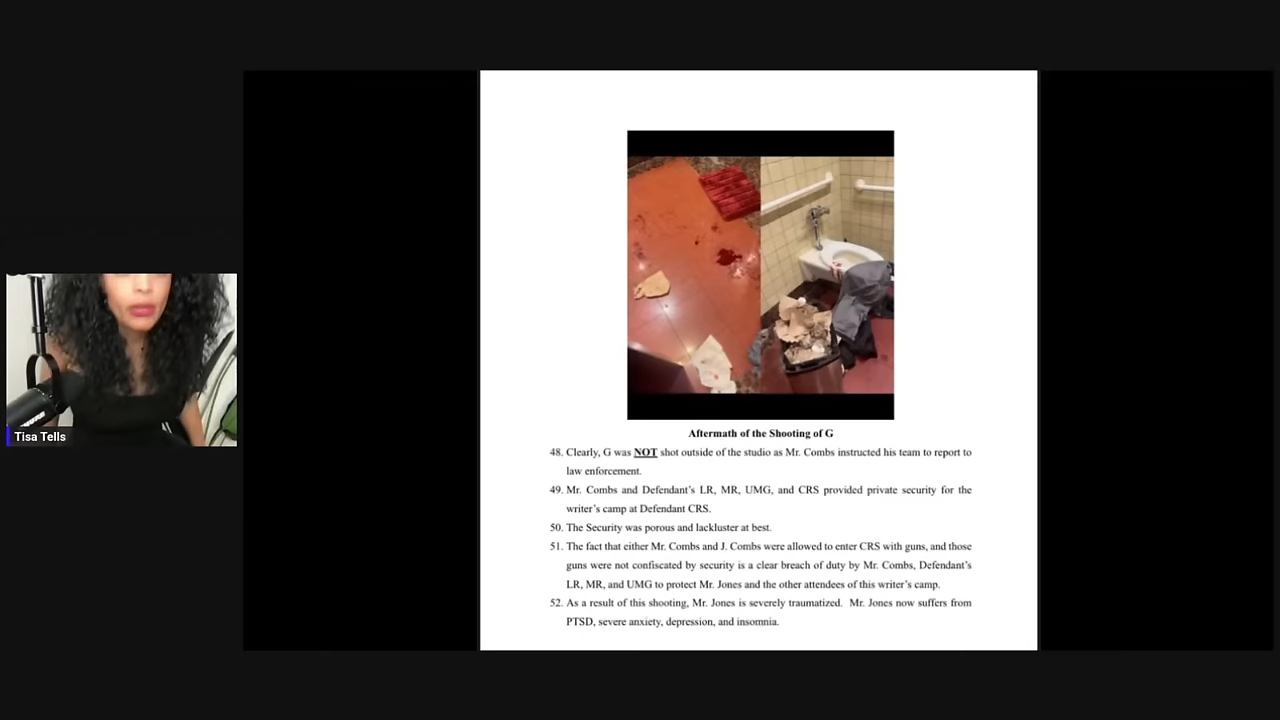 Aftermath of the Shooting of G
48. Clearly, G was NOT shot outside of the studio as Mr. Combs instructed his team to report to
law enforcement.
49. Mr. Combs and Defendant's LR, MR, UMG, and CRS provided private security for the
writer's camp at Defendant CRS.
50. The Security was porous and lackluster at best.
51. The fact that either Mr. Combs and J. Combs were allowed to enter CRS with guns, and those
guns were not confiscated by security is a clear breach of duty by Mr. Combs, Defendant's
LR, MR, and UMG to protect Mr. Jones and the other attendees of this writer's camp.
52. As a result of this shooting, Mr. Jones is severely traumatized. Mr. Jones now suffers from
PTSD, severe anxiety, depression, and insomnia.
SHURE
Tisa Tells